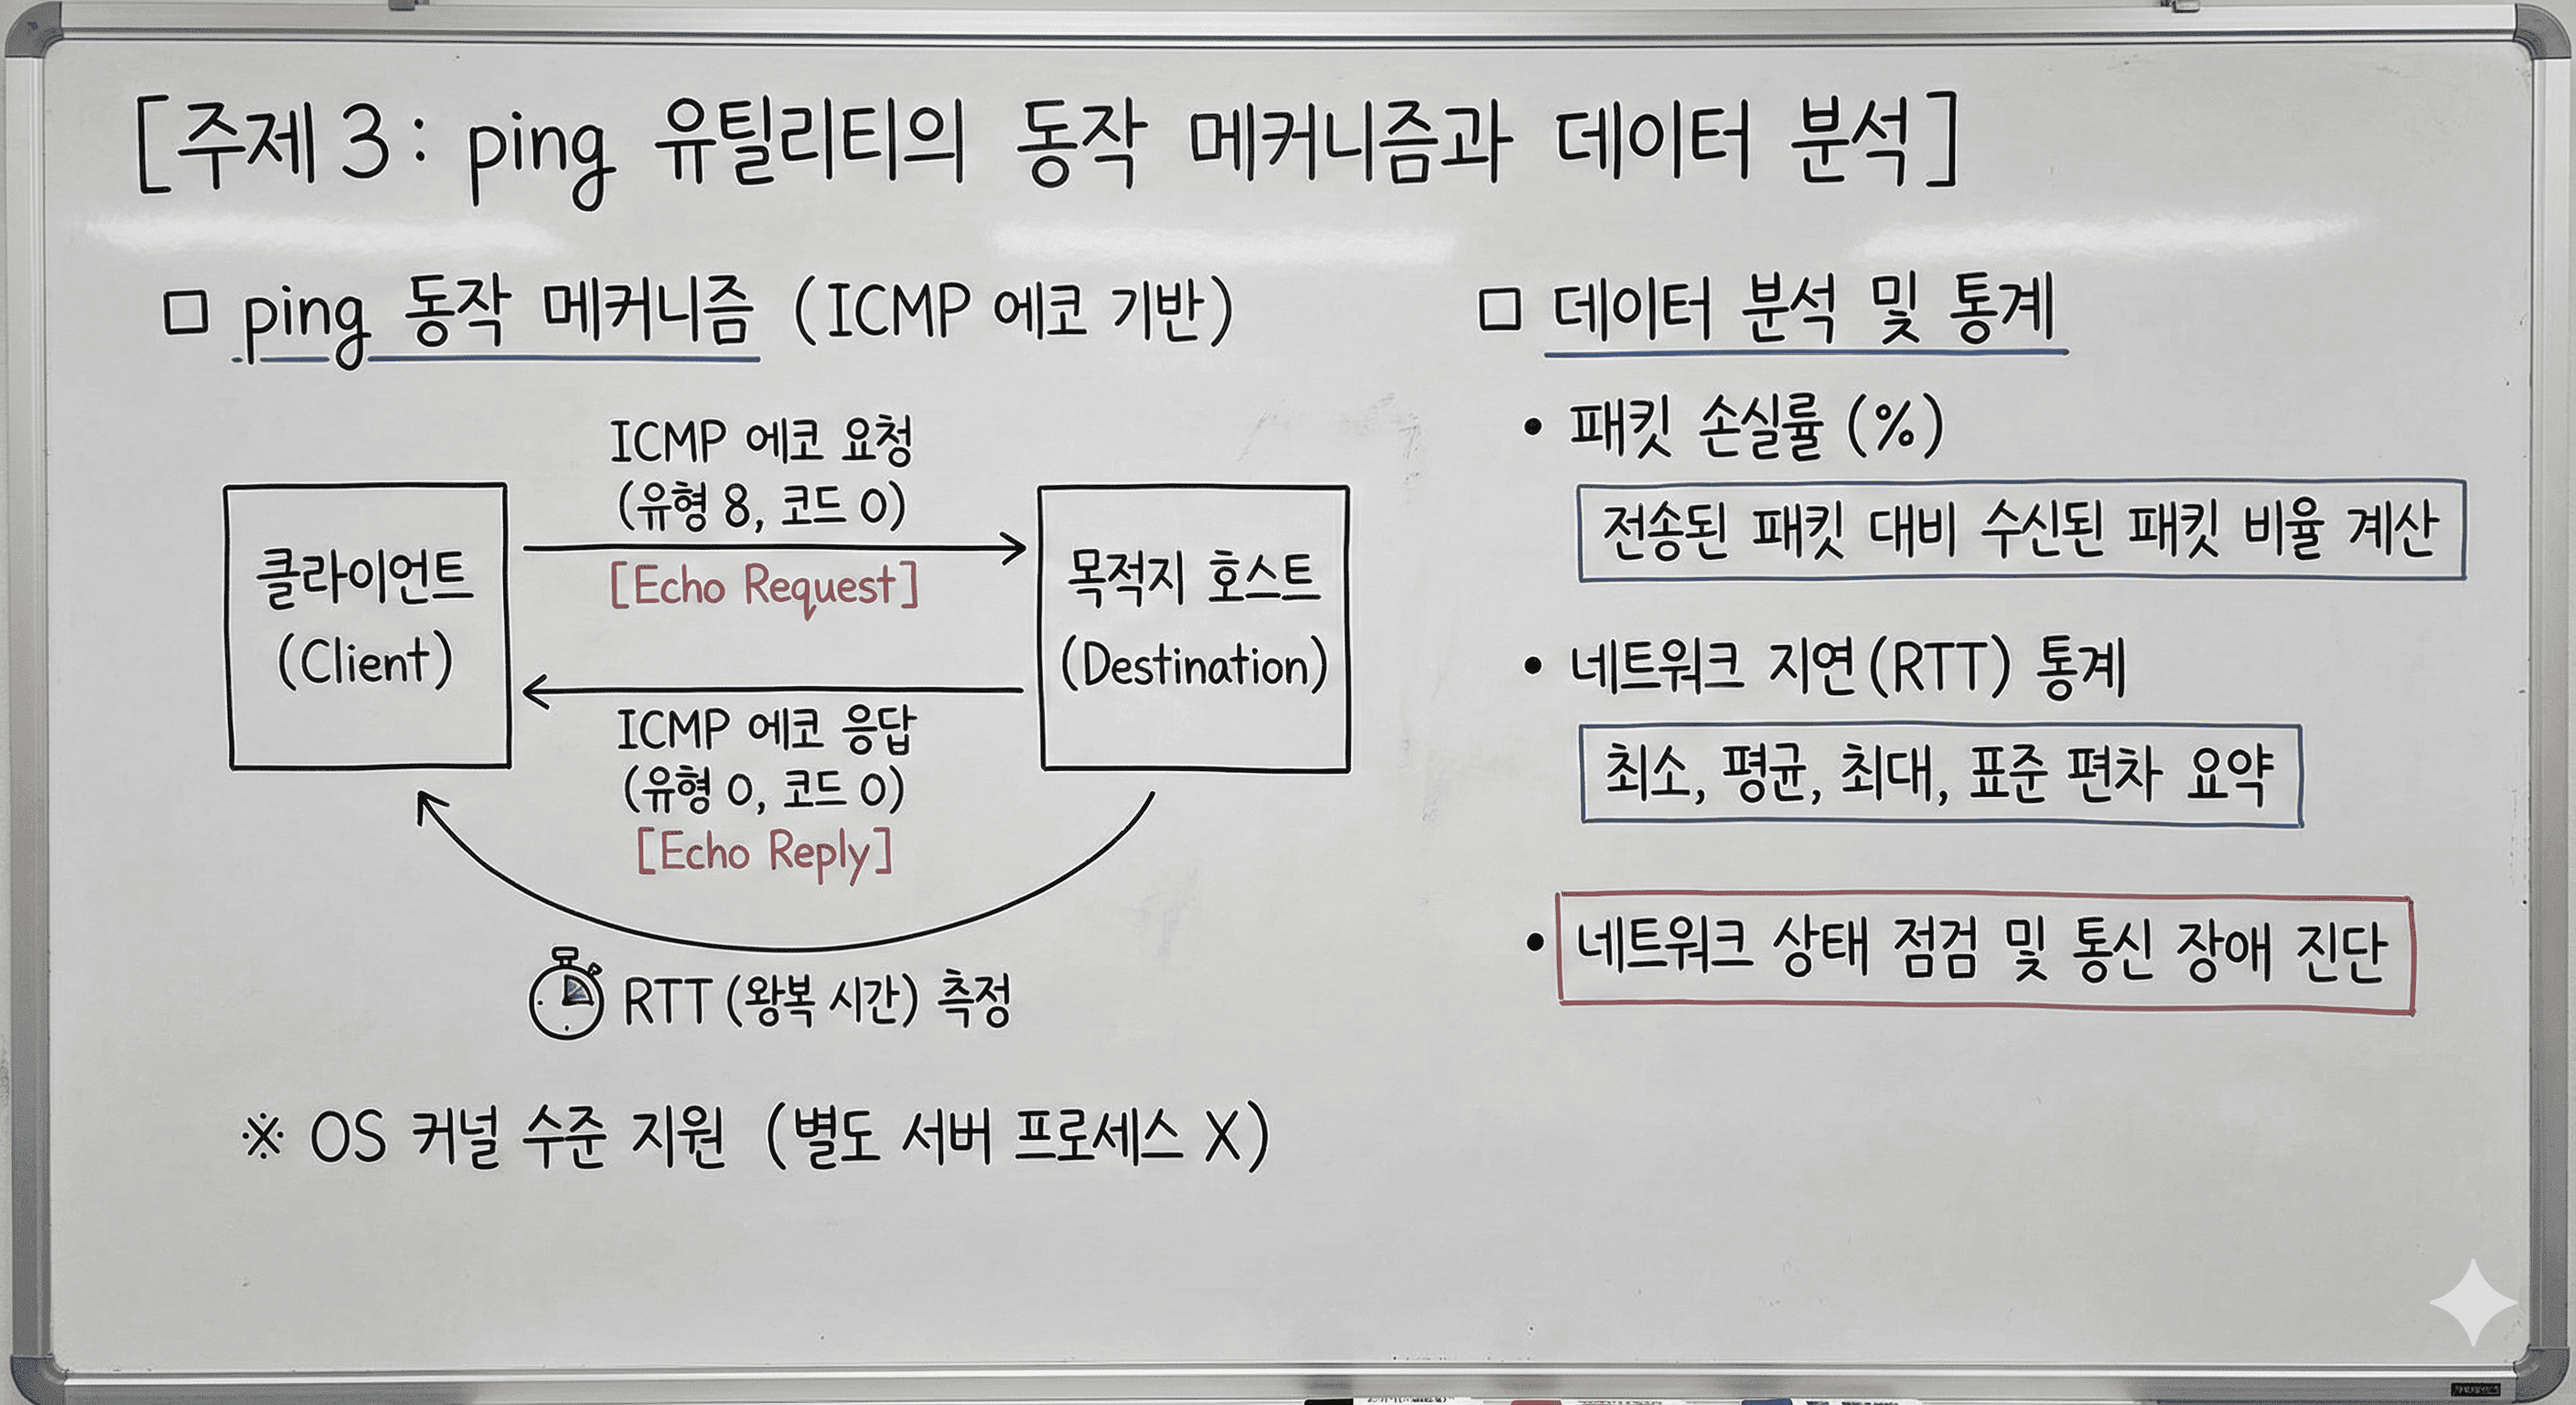 [주제 3 : ping 유틸리티의 동작 메커니즘과 데이터 분석]
□ ping 동작 메커니즘 (ICMP 에코 기반)
ICMP 에코 요청
(유형 8, 코드 0)
[Echo Request]
클라이언트
(Client)
목적지 호스트
(Destination)
ICMP 에코 응답
(유형 0, 코드 0)
[Echo Reply]
RTT (왕복 시간) 측정
※ OS 커널 수준 지원 (별도 서버 프로세스 X)
□ 데이터 분석 및 통계
• 패킷 손실률 (%)
전송된 패킷 대비 수신된 패킷 비율 계산
• 네트워크 지연(RTT) 통계
최소, 평균, 최대, 표준 편차 요약
• 네트워크 상태 점검 및 통신 장애 진단